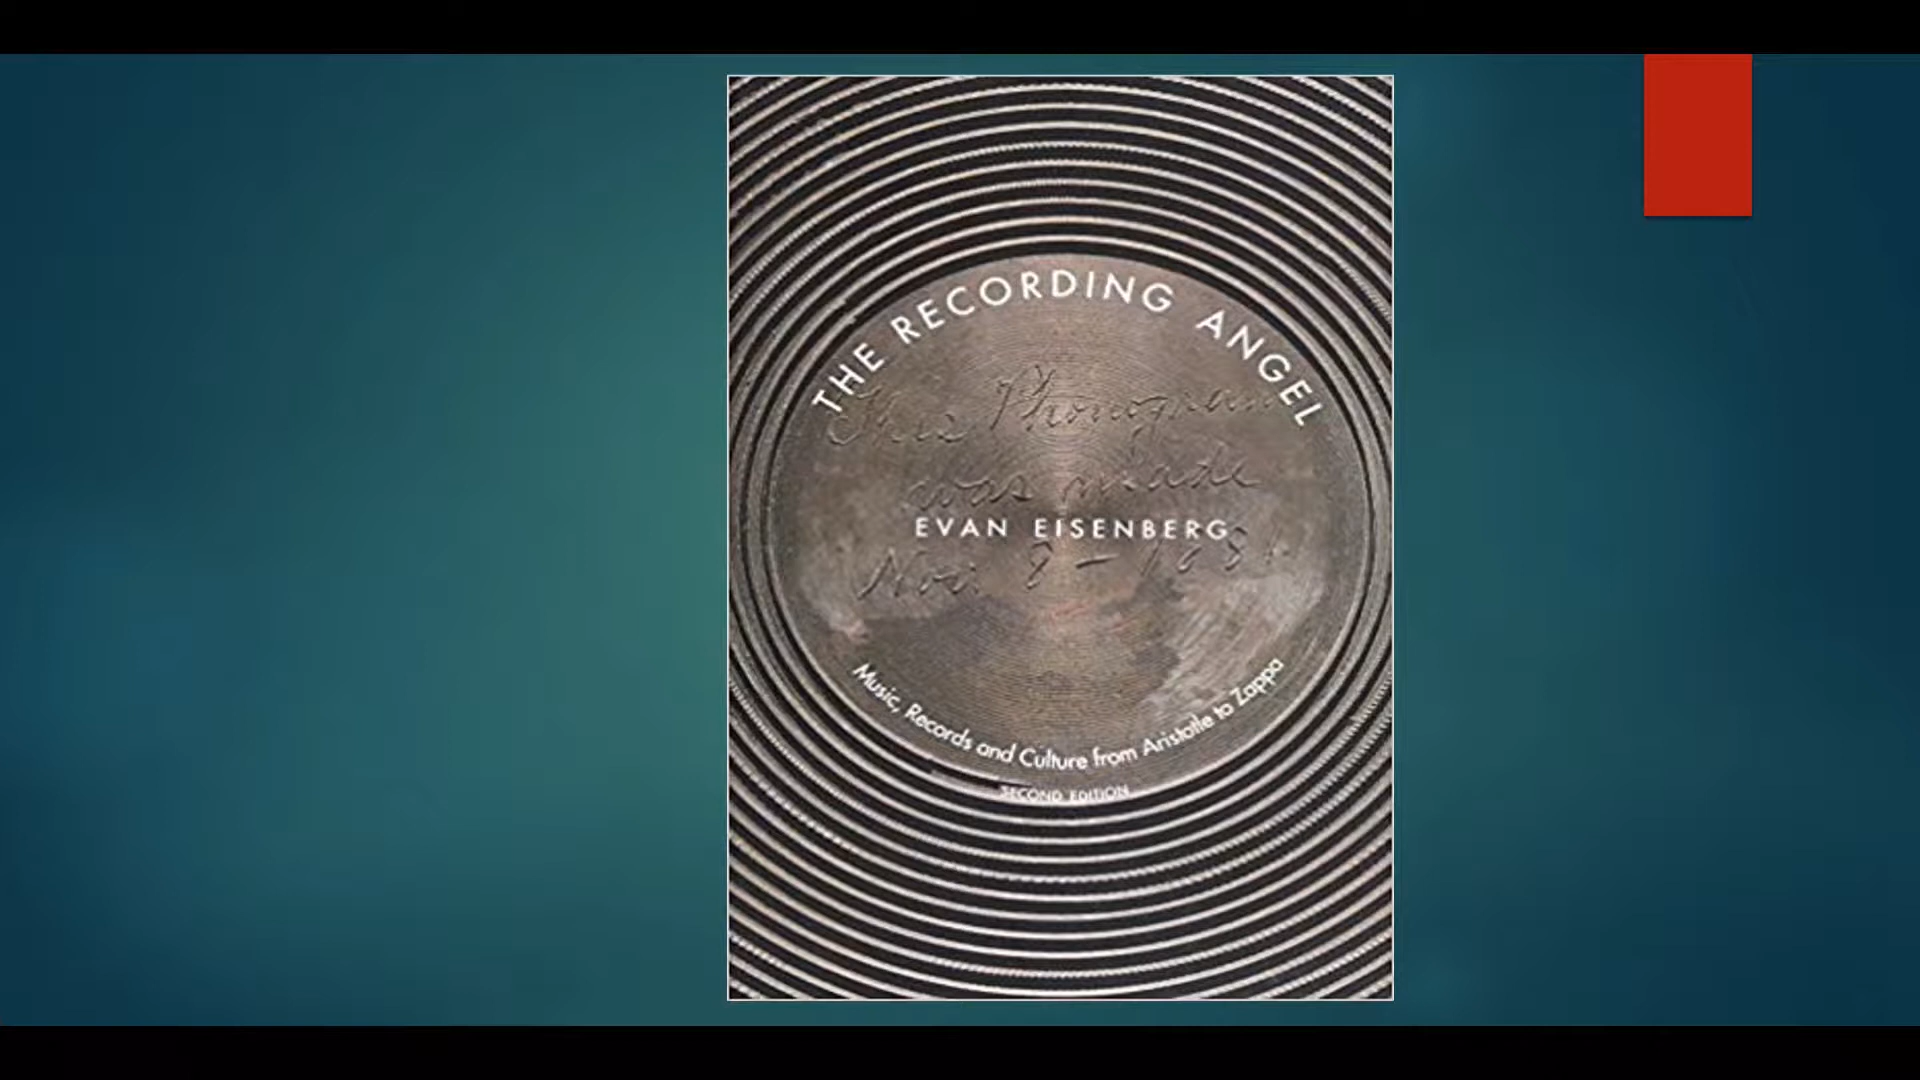 THE RECORDING ANGEL
This Phonogram
was made
EVAN EISENBERG
Nov. 8 - 1881
Music, Records and Culture from Aristotle to Zappa
SECOND EDITION